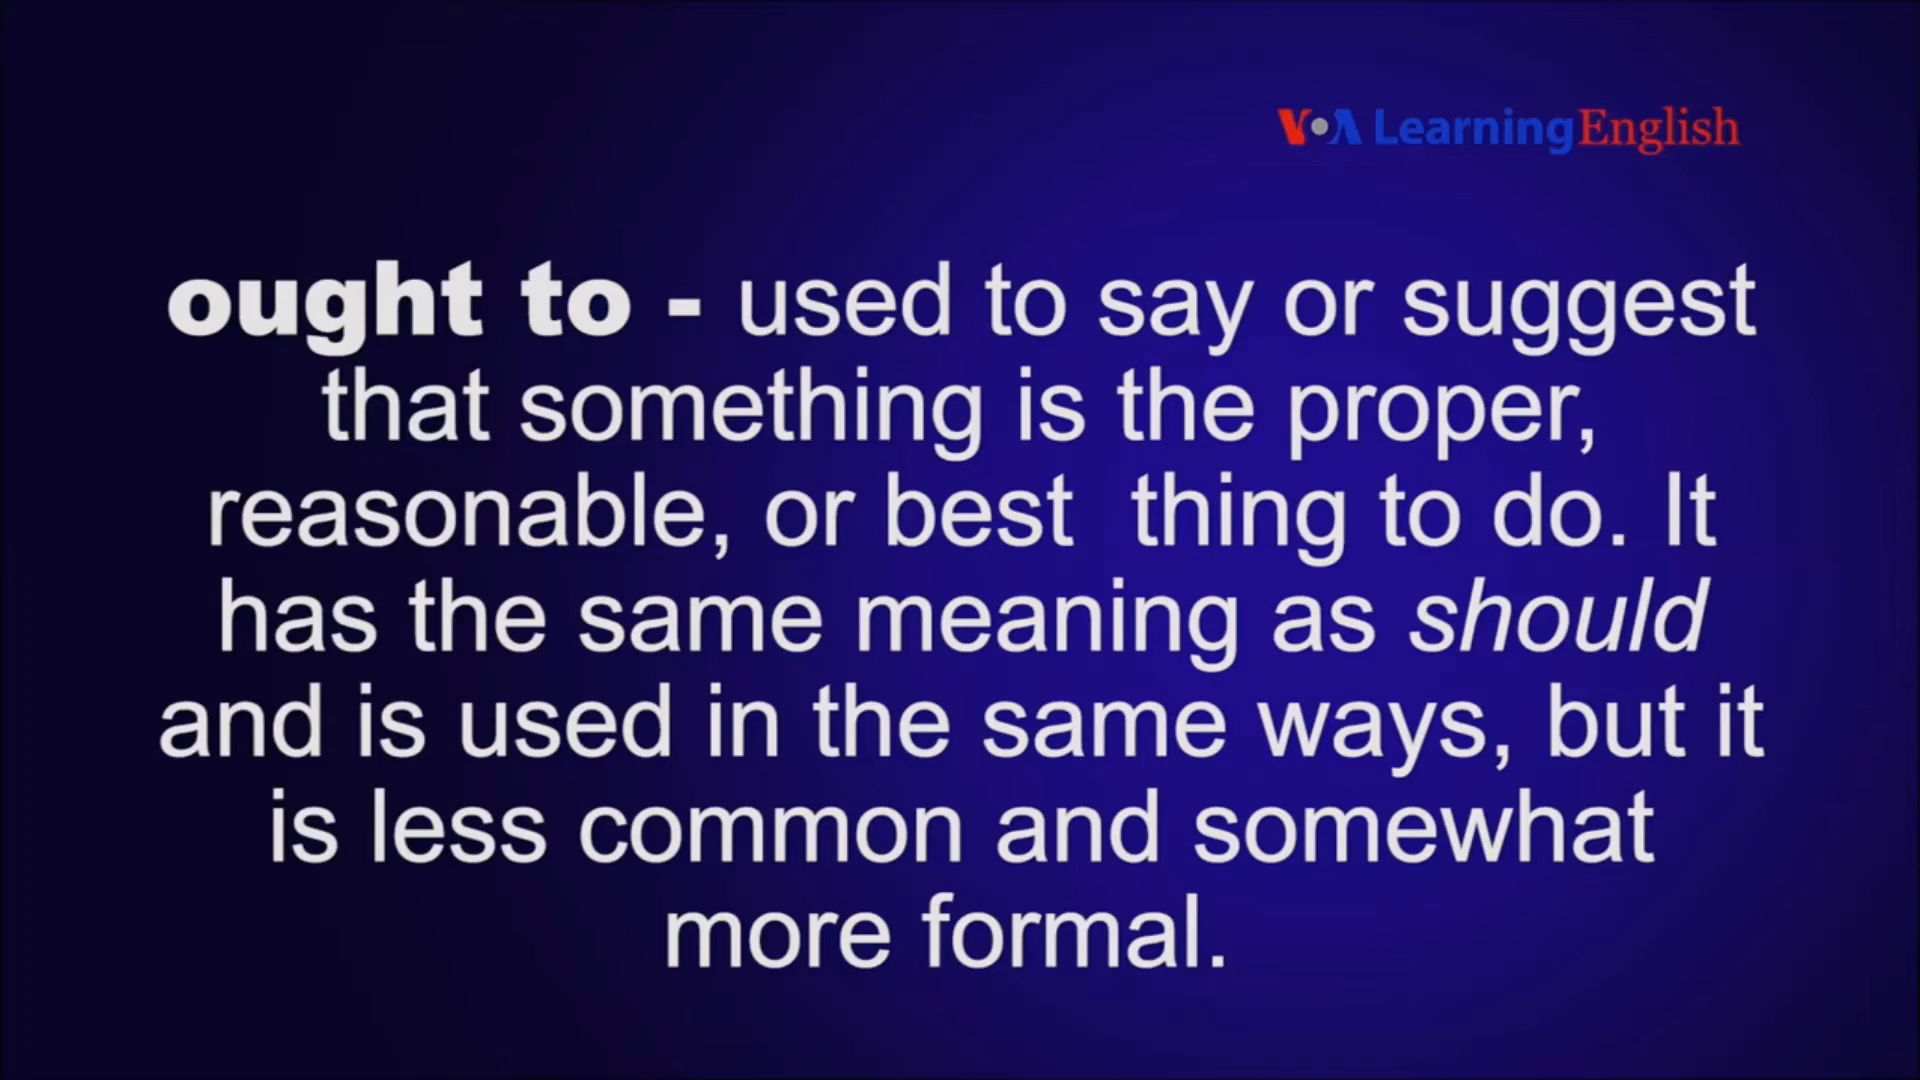 VOA Learning English
ought to - used to say or suggest
that something is the proper,
reasonable, or best thing to do. It
has the same meaning as should
and is used in the same ways, but it
is less common and somewhat
more formal.